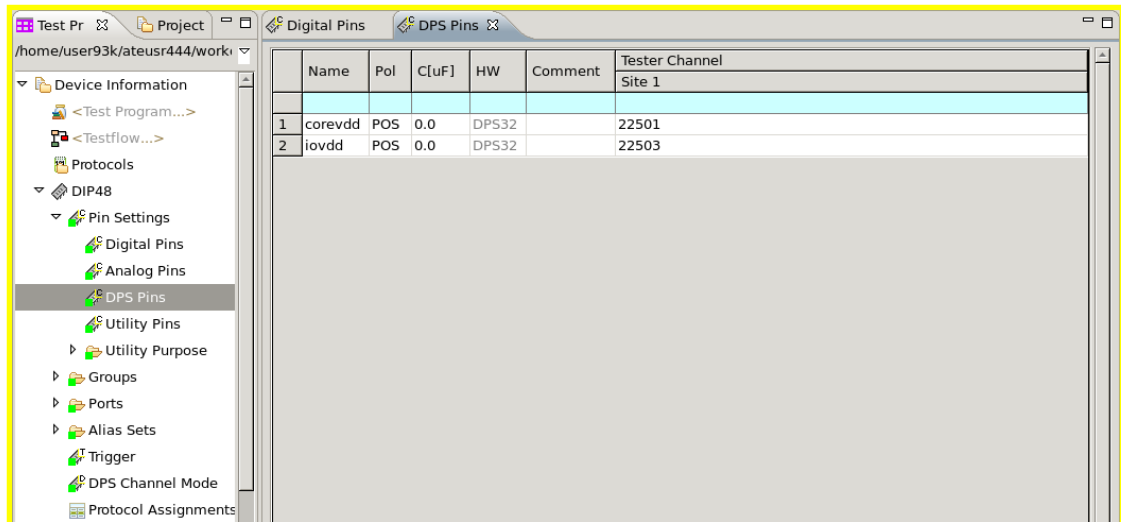 Test Pr
Project
/home/user93k/ateusr444/work
Device Information
<Test Program...>
<Testflow...>
Protocols
DIP48
Pin Settings
Digital Pins
Analog Pins
DPS Pins
Utility Pins
Utility Purpose
Groups
Ports
Alias Sets
Trigger
DPS Channel Mode
Protocol Assignments
Digital Pins
DPS Pins
Name Pol C[uF] HW Comment Tester Channel
Site 1
1 corevdd POS 0.0 DPS32 22501
2 iovdd POS 0.0 DPS32 22503